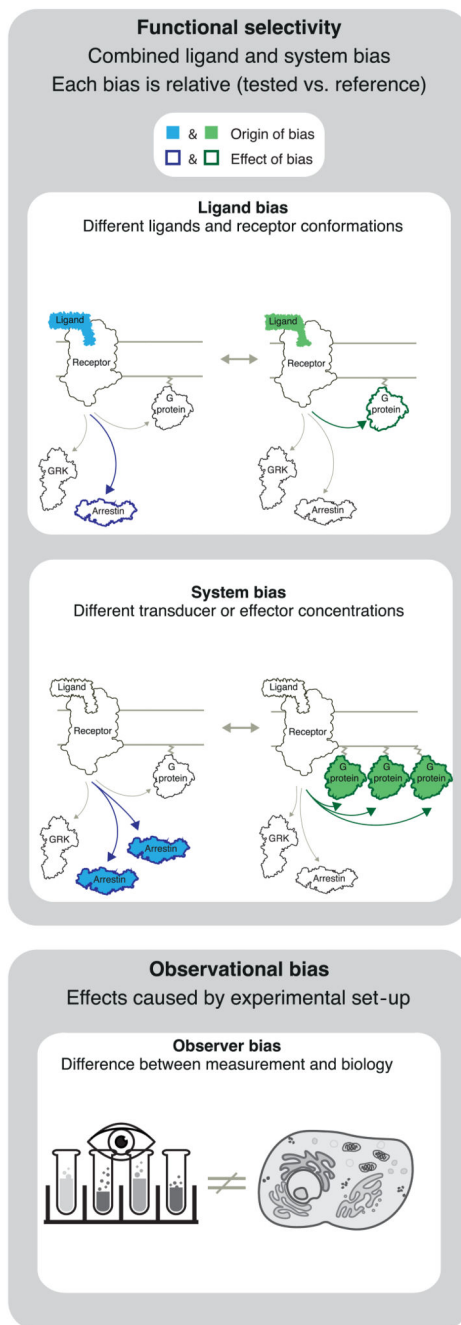 Functional selectivity
Combined ligand and system bias
Each bias is relative (tested vs. reference)
& Origin of bias
& Effect of bias
Ligand bias
Different ligands and receptor conformations
Ligand
Receptor
G
protein
GRK
Arrestin
Ligand
Receptor
G
protein
GRK
Arrestin
System bias
Different transducer or effector concentrations
Ligand
Receptor
G
protein
GRK
Arrestin
Arrestin
Ligand
Receptor
G
protein
G
protein
G
protein
GRK
Arrestin
Observational bias
Effects caused by experimental set-up
Observer bias
Difference between measurement and biology
≠